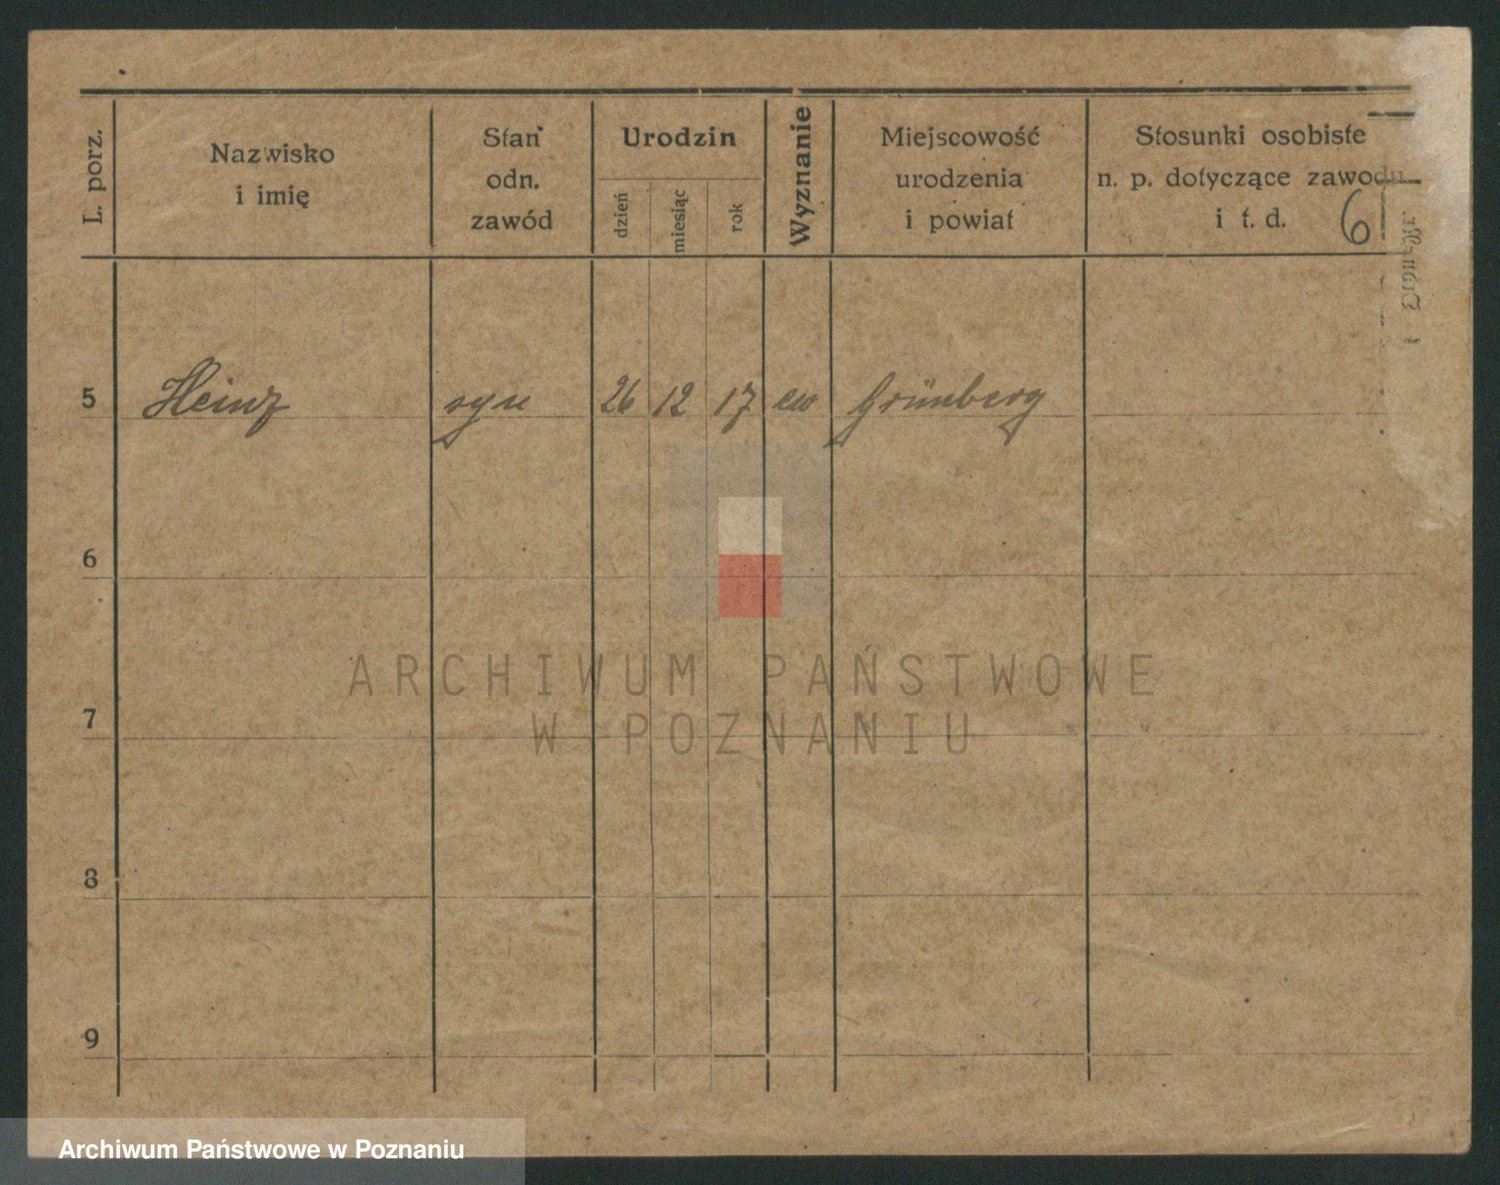 L. porz.
Nazwisko
i imię
Stan
odn.
zawód
Urodzin
dzień
miesiąc
rok
Wyznanie
Miejscowość
urodzenia
i powiat
Stosunki osobiste
n. p. dotyczące zawodu
i t. d.
6
5 Heinz syn 26 12 17 ew Grünberg
6
7
8
9
ARCHIWUM PAŃSTWOWE
W POZNANIU
Archiwum Państwowe w Poznaniu